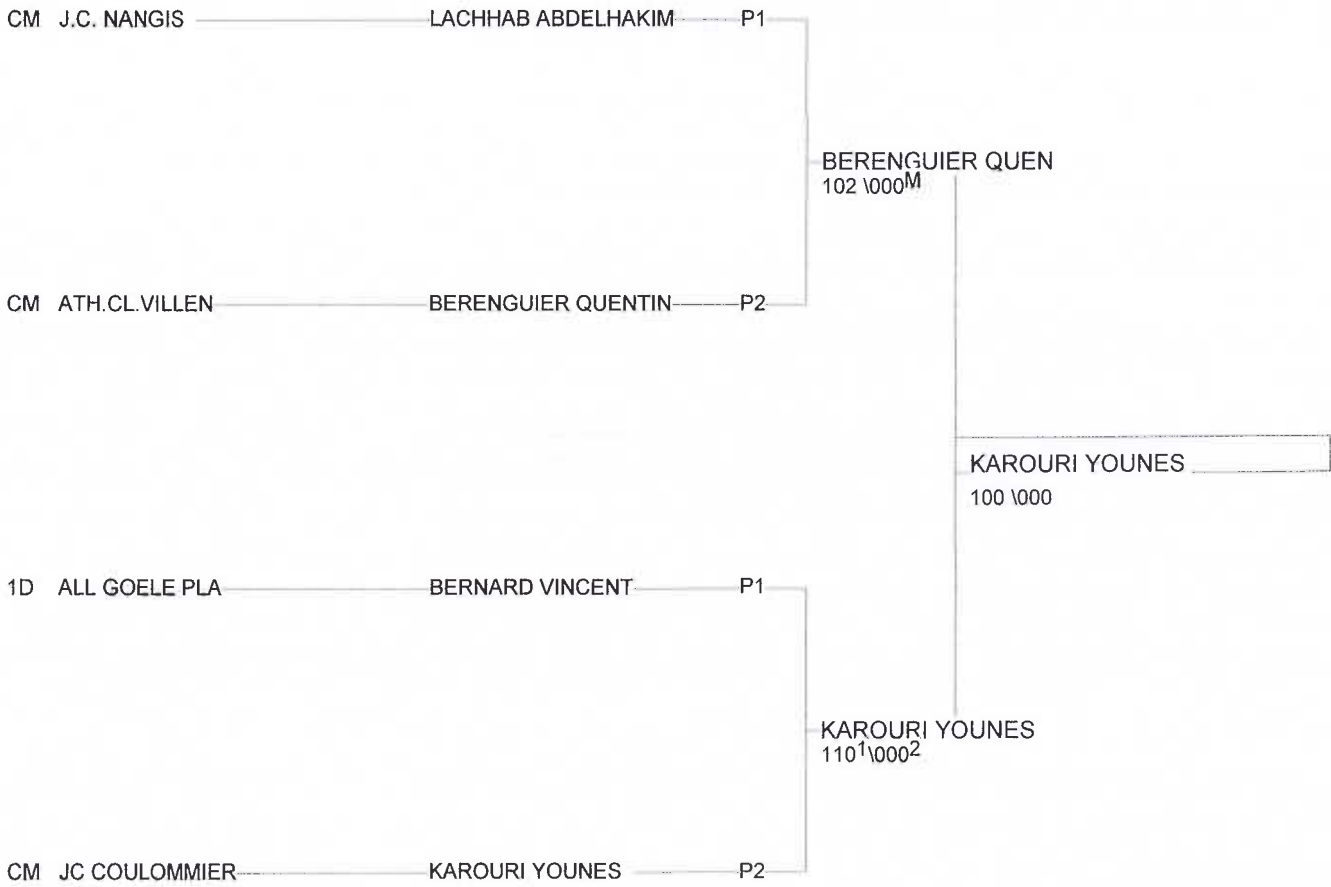 CM J.C. NANGIS LACHHAB ABDELHAKIM P1
BERENGUIER QUEN
102 \000M
CM ATH.CL.VILLEN BERENGUIER QUENTIN P2
KAROURI YOUNES
100 \000
1D ALL GOELE PLA BERNARD VINCENT P1
KAROURI YOUNES
110¹\000²
CM JC COULOMMIER KAROURI YOUNES P2